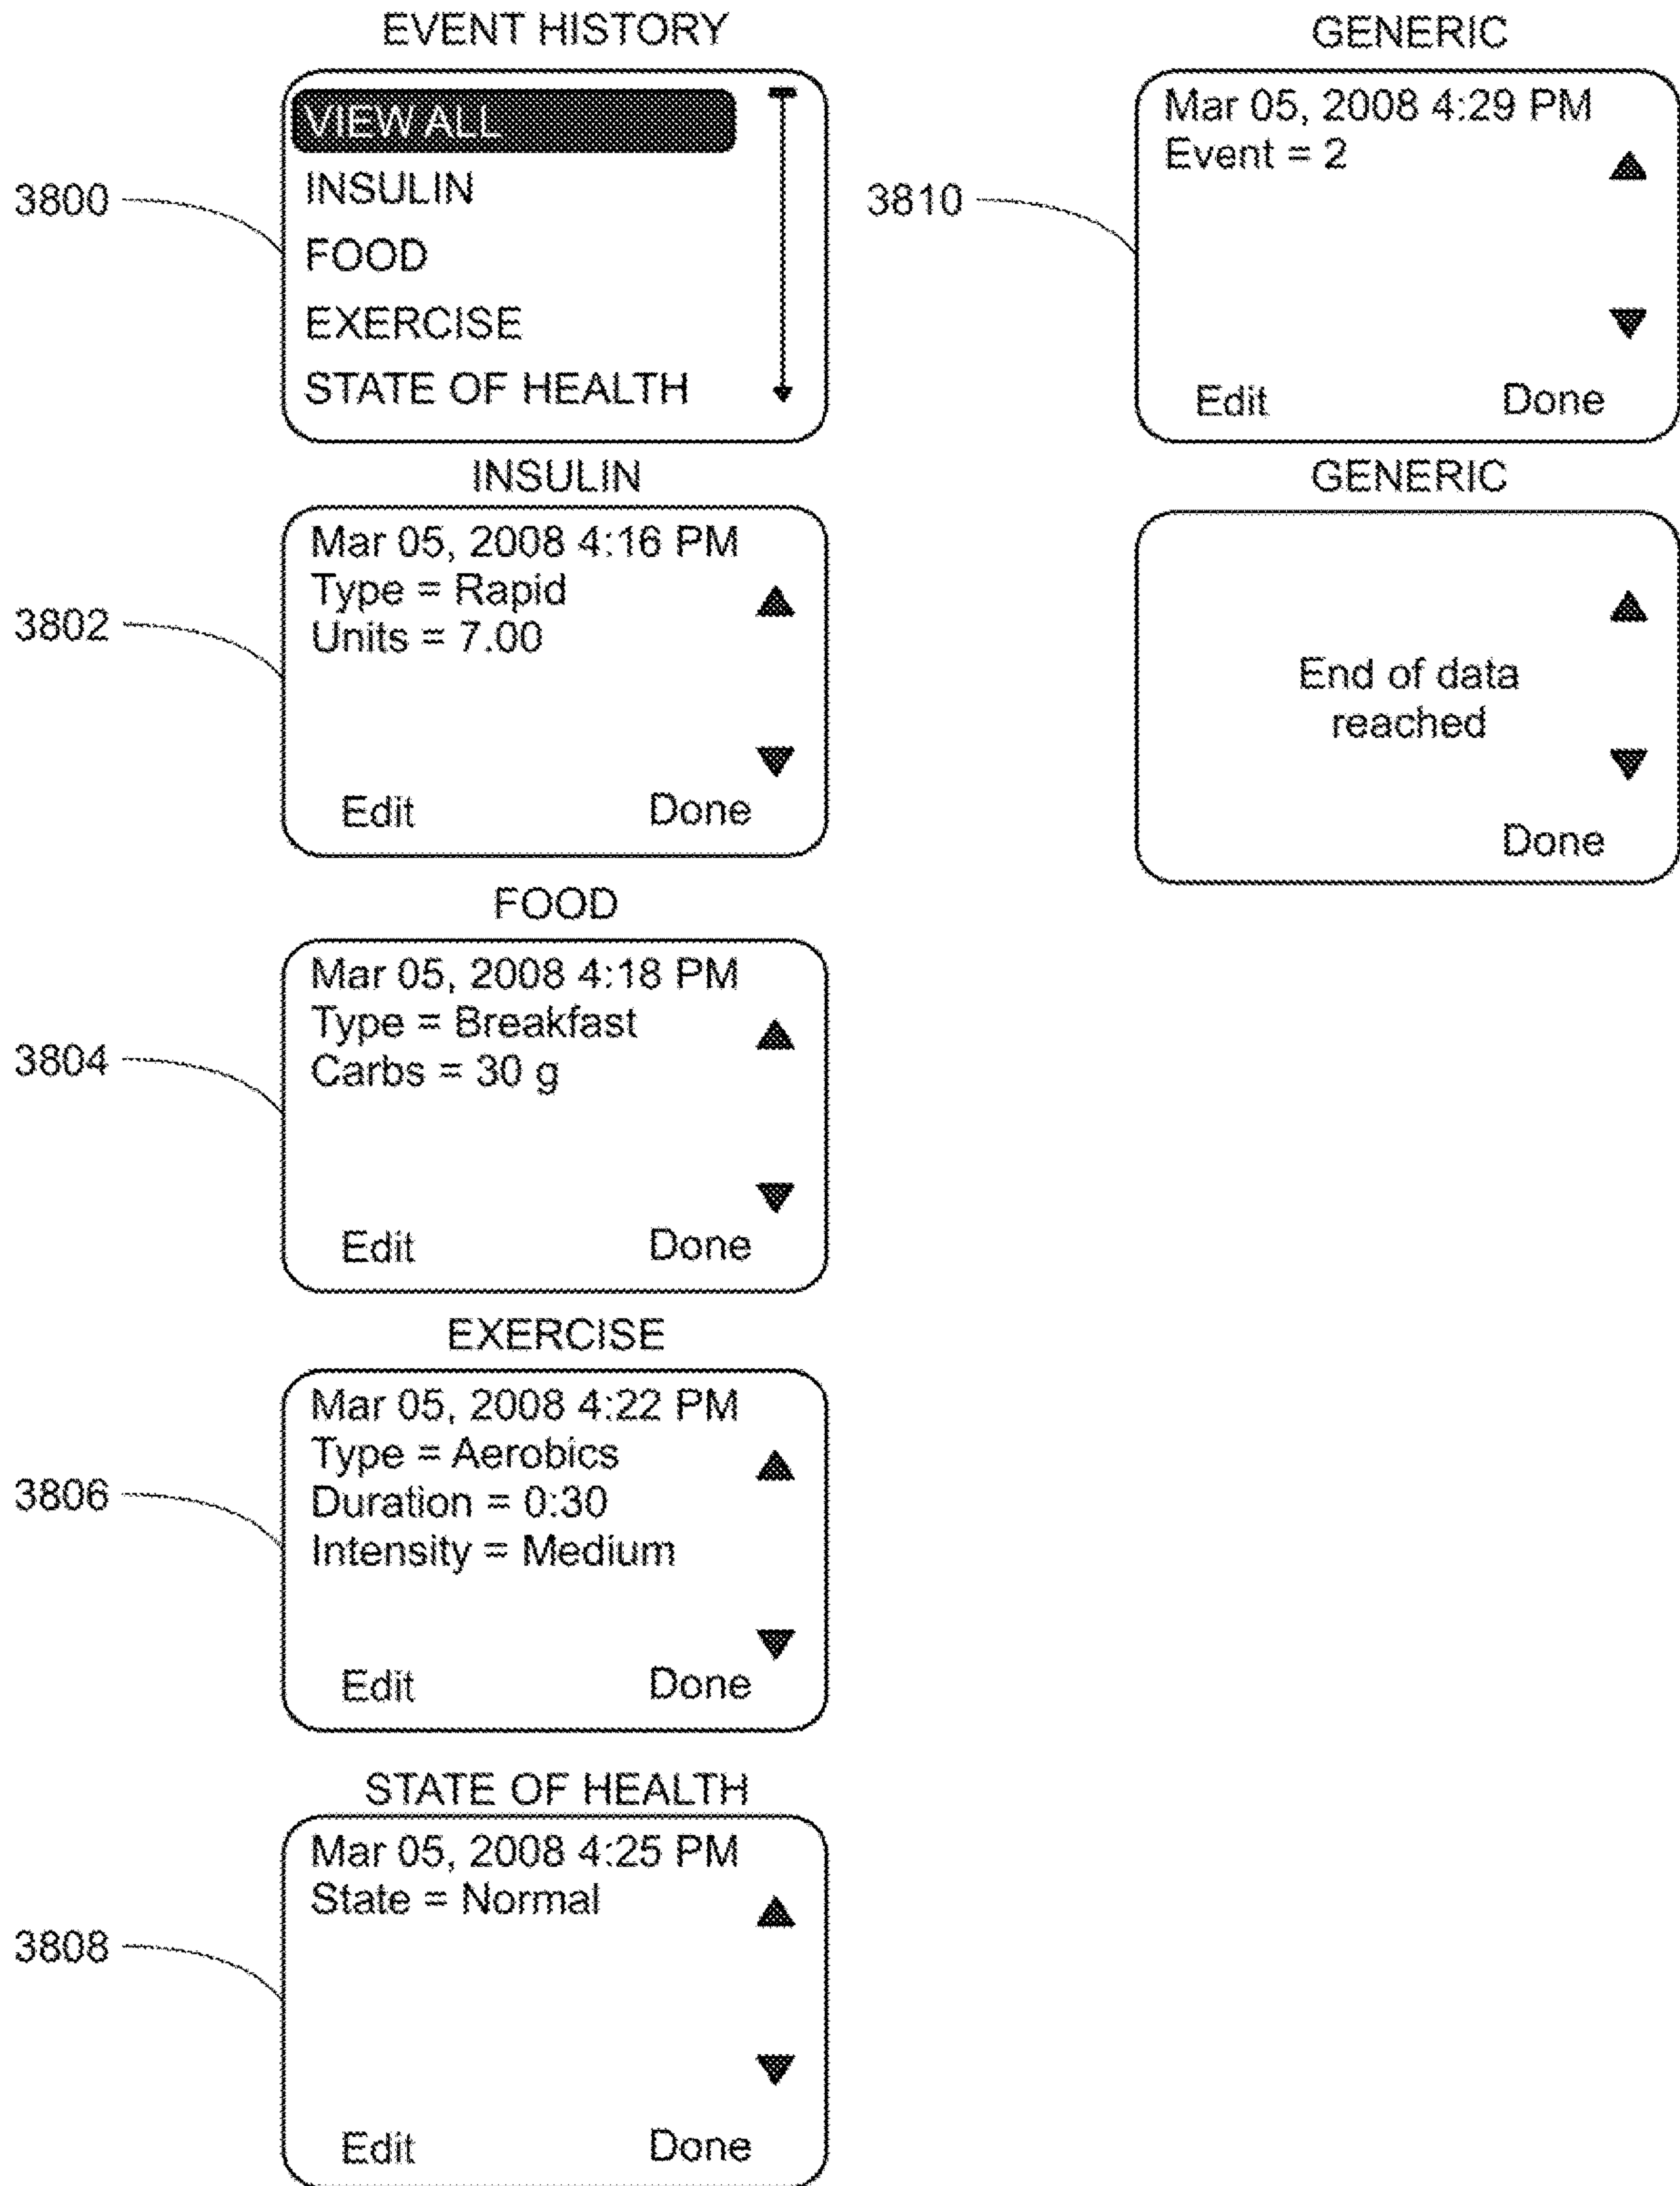 EVENT HISTORY
3800
VIEW ALL
INSULIN
FOOD
EXERCISE
STATE OF HEALTH
INSULIN
3802
Mar 05, 2008 4:16 PM
Type = Rapid
Units = 7.00
Edit Done
FOOD
3804
Mar 05, 2008 4:18 PM
Type = Breakfast
Carbs = 30 g
Edit Done
EXERCISE
3806
Mar 05, 2008 4:22 PM
Type = Aerobics
Duration = 0:30
Intensity = Medium
Edit Done
STATE OF HEALTH
3808
Mar 05, 2008 4:25 PM
State = Normal
Edit Done
GENERIC
3810
Mar 05, 2008 4:29 PM
Event = 2
Edit Done
GENERIC
End of data
reached
Done